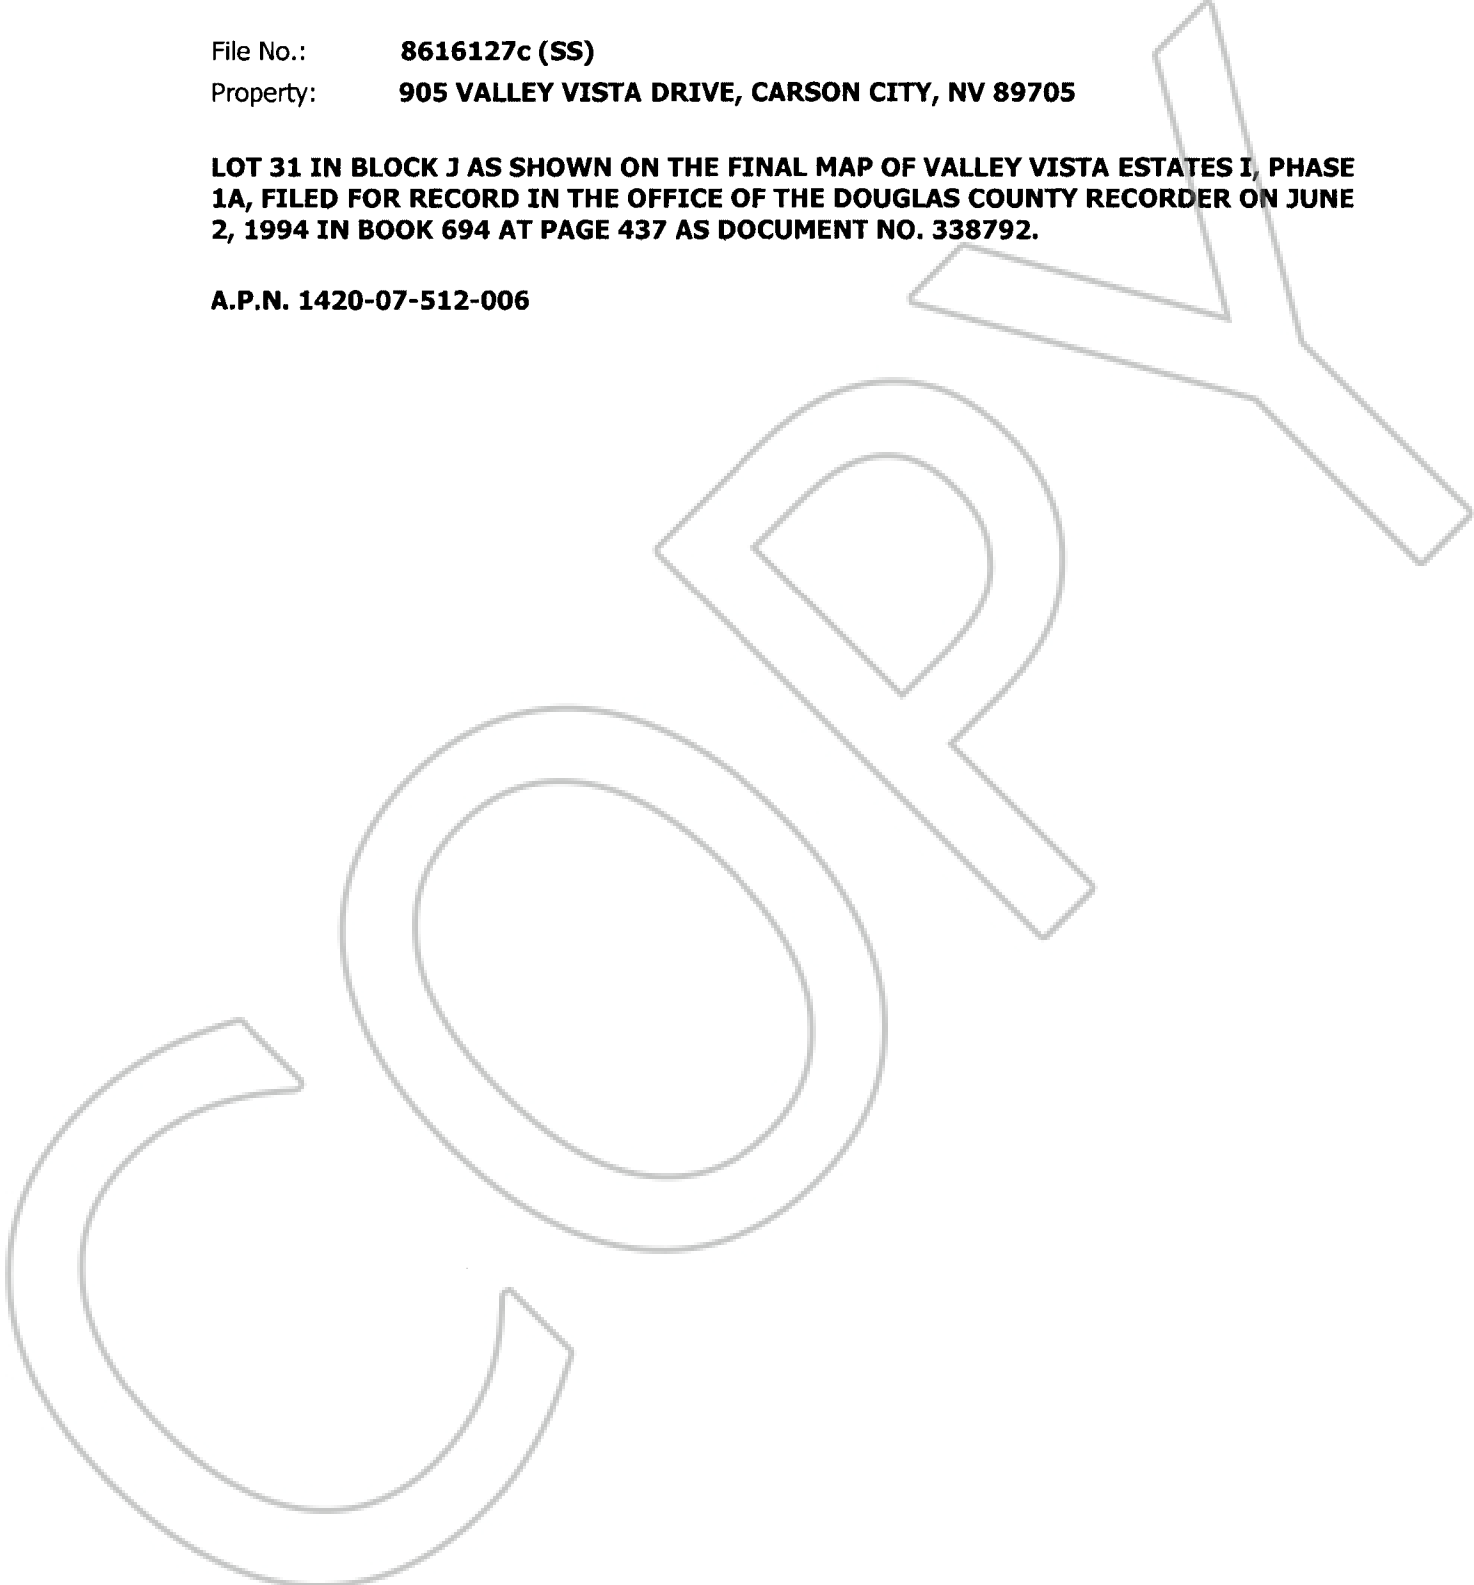 File No.: 8616127c (SS)
Property: 905 VALLEY VISTA DRIVE, CARSON CITY, NV 89705
LOT 31 IN BLOCK J AS SHOWN ON THE FINAL MAP OF VALLEY VISTA ESTATES I, PHASE
1A, FILED FOR RECORD IN THE OFFICE OF THE DOUGLAS COUNTY RECORDER ON JUNE
2, 1994 IN BOOK 694 AT PAGE 437 AS DOCUMENT NO. 338792.
A.P.N. 1420-07-512-006
COPY